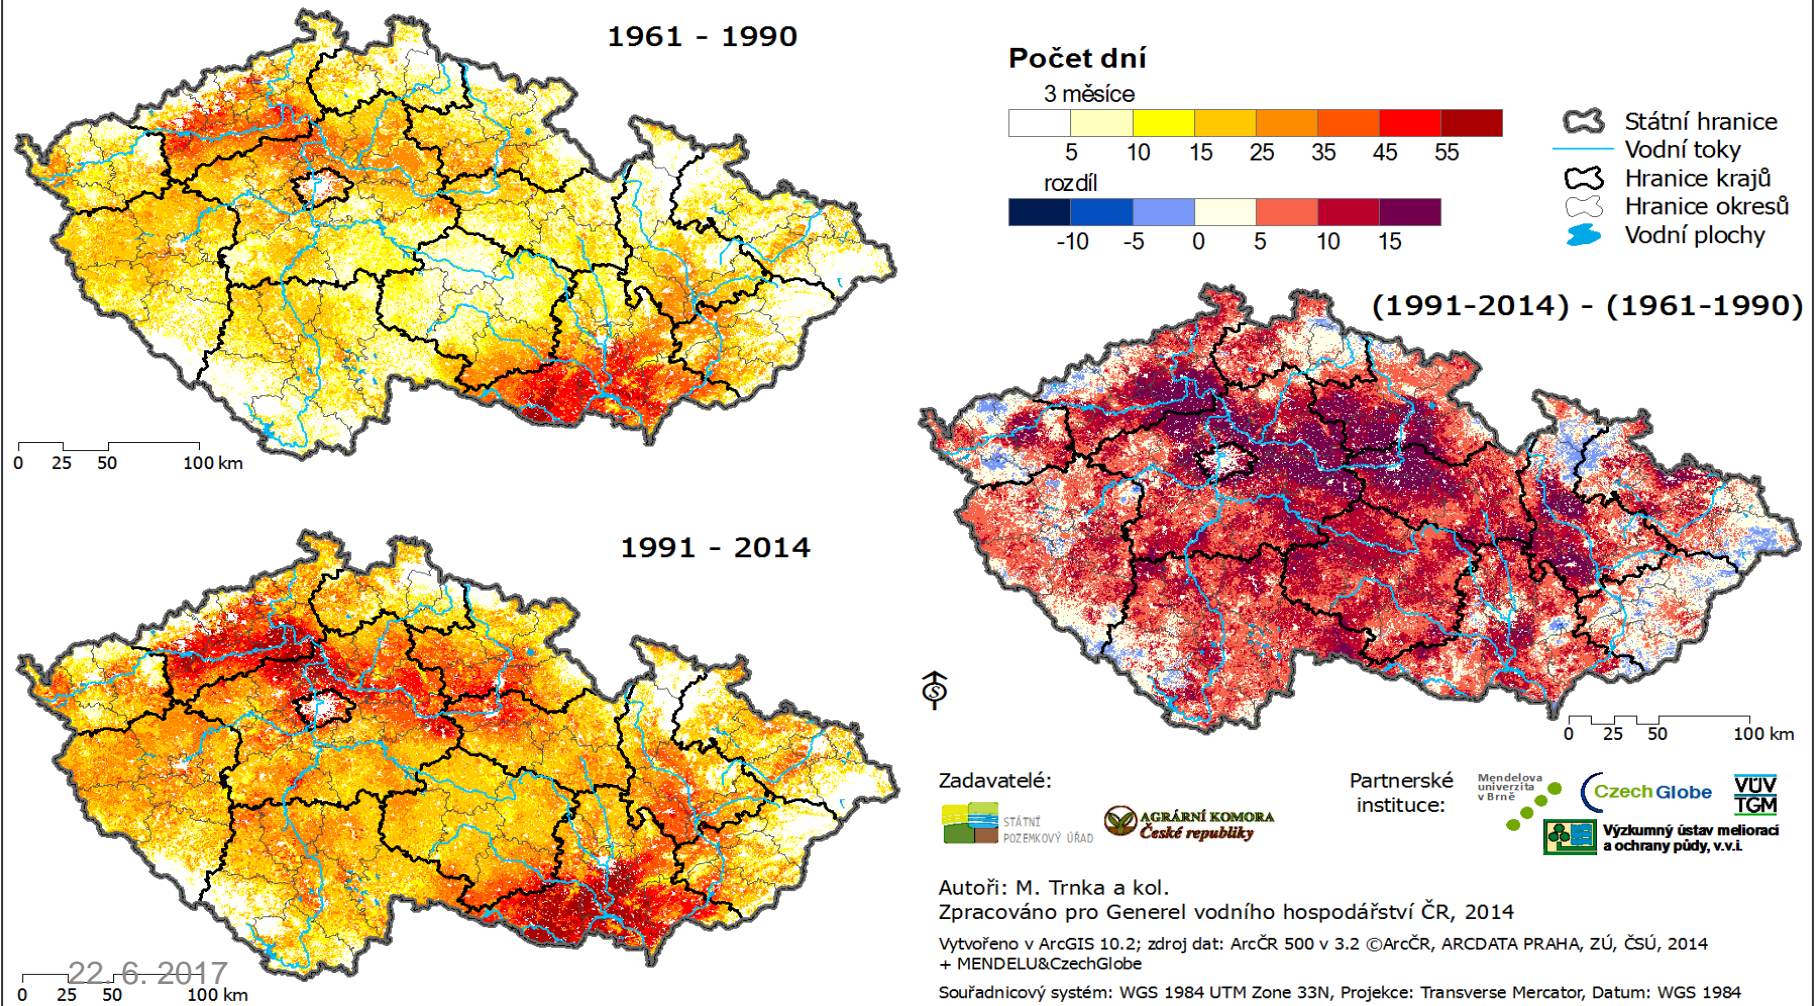 1961 - 1990
Počet dní
3 měsíce
5 10 15 25 35 45 55
rozdíl
-10 -5 0 5 10 15
Státní hranice
Vodní toky
Hranice krajů
Hranice okresů
Vodní plochy
(1991-2014) - (1961-1990)
0 25 50 100 km
1991 - 2014
0 25 50 100 km
S
Zadavatelé:
STÁTNÍ
POZEMKOVÝ ÚŘAD
AGRÁRNÍ KOMORA
České republiky
Partnerské
instituce:
Mendelova
univerzita
v Brně
CzechGlobe
VÚV
TGM
Výzkumný ústav meliorací
a ochrany půdy, v.v.i.
Autoři: M. Trnka a kol.
Zpracováno pro Generel vodního hospodářství ČR, 2014
Vytvořeno v ArcGIS 10.2; zdroj dat: ArcČR 500 v 3.2 ©ArcČR, ARCDATA PRAHA, ZÚ, ČSÚ, 2014
+ MENDELU&CzechGlobe
Souřadnicový systém: WGS 1984 UTM Zone 33N, Projekce: Transverse Mercator, Datum: WGS 1984
22. 6. 2017
0 25 50 100 km